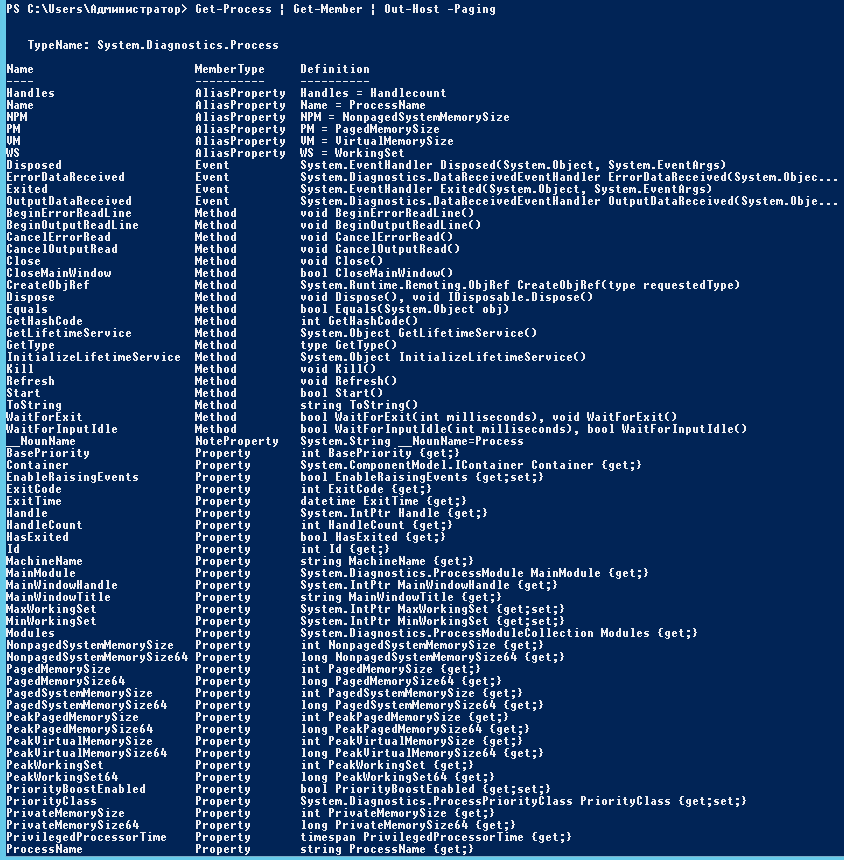 PS C:\Users\Администратор> Get-Process | Get-Member | Out-Host -Paging
TypeName: System.Diagnostics.Process
Name MemberType Definition
---- ---------- ----------
Handles AliasProperty Handles = Handlecount
Name AliasProperty Name = ProcessName
NPM AliasProperty NPM = NonpagedSystemMemorySize
PM AliasProperty PM = PagedMemorySize
VM AliasProperty VM = VirtualMemorySize
WS AliasProperty WS = WorkingSet
Disposed Event System.EventHandler Disposed(System.Object, System.EventArgs)
ErrorDataReceived Event System.Diagnostics.DataReceivedEventHandler ErrorDataReceived(System.Objec...
Exited Event System.EventHandler Exited(System.Object, System.EventArgs)
OutputDataReceived Event System.Diagnostics.DataReceivedEventHandler OutputDataReceived(System.Obje...
BeginErrorReadLine Method void BeginErrorReadLine()
BeginOutputReadLine Method void BeginOutputReadLine()
CancelErrorRead Method void CancelErrorRead()
CancelOutputRead Method void CancelOutputRead()
Close Method void Close()
CloseMainWindow Method bool CloseMainWindow()
CreateObjRef Method System.Runtime.Remoting.ObjRef CreateObjRef(type requestedType)
Dispose Method void Dispose(), void IDisposable.Dispose()
Equals Method bool Equals(System.Object obj)
GetHashCode Method int GetHashCode()
GetLifetimeService Method System.Object GetLifetimeService()
GetType Method type GetType()
InitializeLifetimeService Method System.Object InitializeLifetimeService()
Kill Method void Kill()
Refresh Method void Refresh()
Start Method bool Start()
ToString Method string ToString()
WaitForExit Method bool WaitForExit(int milliseconds), void WaitForExit()
WaitForInputIdle Method bool WaitForInputIdle(int milliseconds), bool WaitForInputIdle()
__NounName NoteProperty System.String __NounName=Process
BasePriority Property int BasePriority {get;}
Container Property System.ComponentModel.IContainer Container {get;}
EnableRaisingEvents Property bool EnableRaisingEvents {get;set;}
ExitCode Property int ExitCode {get;}
ExitTime Property datetime ExitTime {get;}
Handle Property System.IntPtr Handle {get;}
HandleCount Property int HandleCount {get;}
HasExited Property bool HasExited {get;}
Id Property int Id {get;}
MachineName Property string MachineName {get;}
MainModule Property System.Diagnostics.ProcessModule MainModule {get;}
MainWindowHandle Property System.IntPtr MainWindowHandle {get;}
MainWindowTitle Property string MainWindowTitle {get;}
MaxWorkingSet Property System.IntPtr MaxWorkingSet {get;set;}
MinWorkingSet Property System.IntPtr MinWorkingSet {get;set;}
Modules Property System.Diagnostics.ProcessModuleCollection Modules {get;}
NonpagedSystemMemorySize Property int NonpagedSystemMemorySize {get;}
NonpagedSystemMemorySize64 Property long NonpagedSystemMemorySize64 {get;}
PagedMemorySize Property int PagedMemorySize {get;}
PagedMemorySize64 Property long PagedMemorySize64 {get;}
PagedSystemMemorySize Property int PagedSystemMemorySize {get;}
PagedSystemMemorySize64 Property long PagedSystemMemorySize64 {get;}
PeakPagedMemorySize Property int PeakPagedMemorySize {get;}
PeakPagedMemorySize64 Property long PeakPagedMemorySize64 {get;}
PeakVirtualMemorySize Property int PeakVirtualMemorySize {get;}
PeakVirtualMemorySize64 Property long PeakVirtualMemorySize64 {get;}
PeakWorkingSet Property int PeakWorkingSet {get;}
PeakWorkingSet64 Property long PeakWorkingSet64 {get;}
PriorityBoostEnabled Property bool PriorityBoostEnabled {get;set;}
PriorityClass Property System.Diagnostics.ProcessPriorityClass PriorityClass {get;set;}
PrivateMemorySize Property int PrivateMemorySize {get;}
PrivateMemorySize64 Property long PrivateMemorySize64 {get;}
PrivilegedProcessorTime Property timespan PrivilegedProcessorTime {get;}
ProcessName Property string ProcessName {get;}